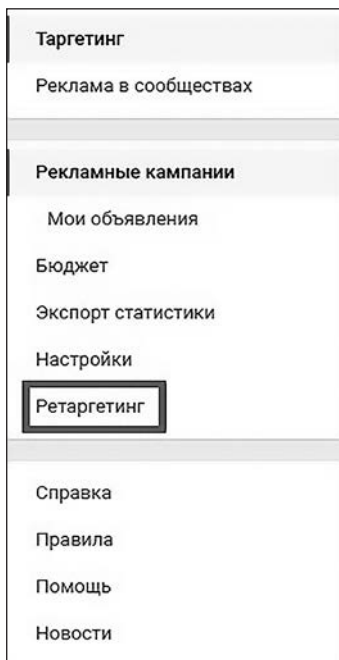 Таргетинг
Реклама в сообществах
Рекламные кампании
Мои объявления
Бюджет
Экспорт статистики
Настройки
Ретаргетинг
Справка
Правила
Помощь
Новости